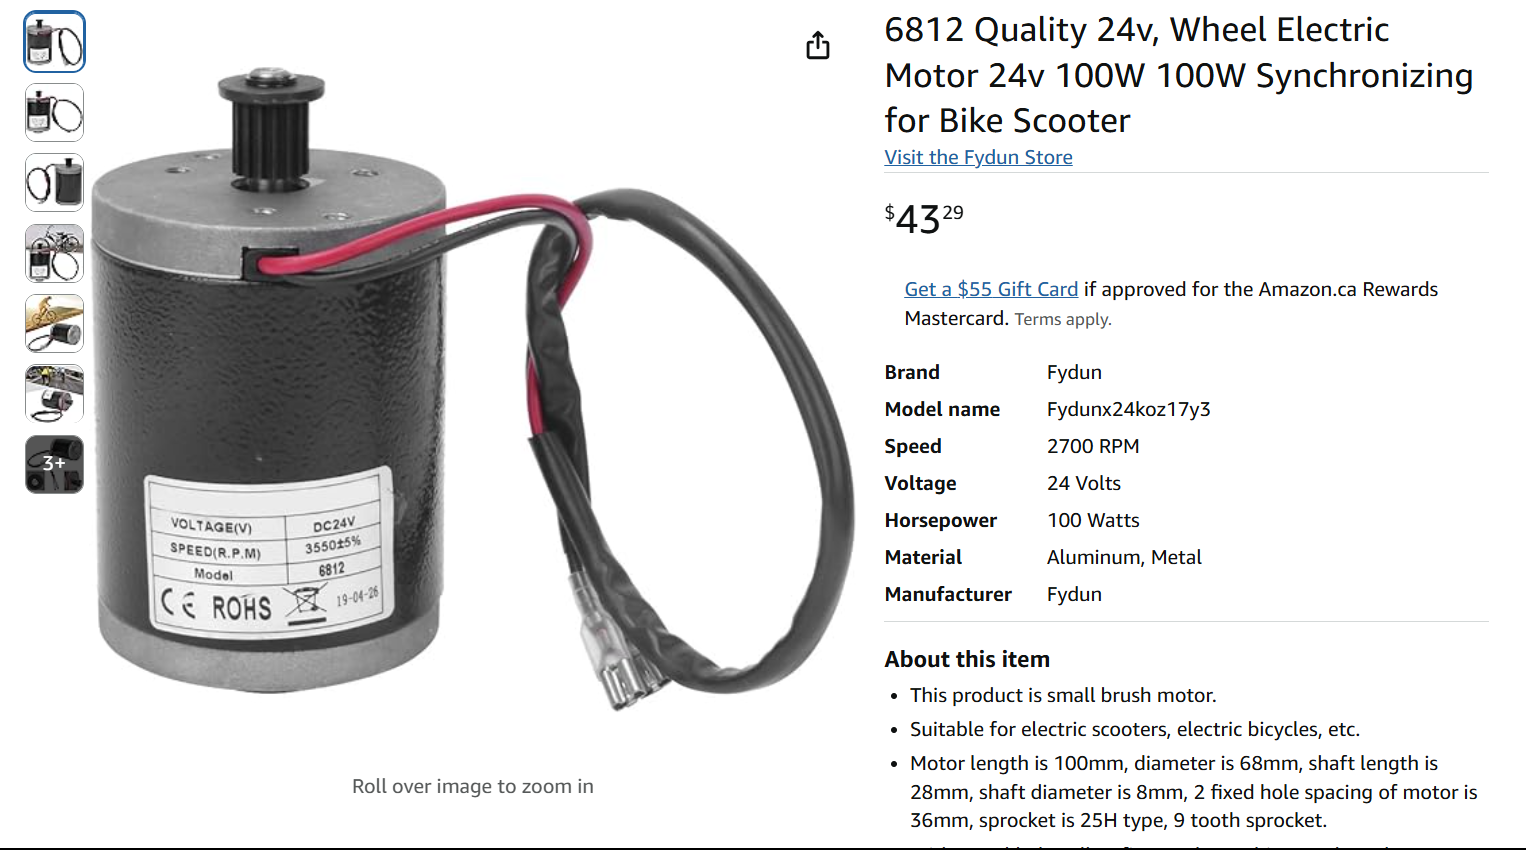 6812 Quality 24v, Wheel Electric
Motor 24v 100W 100W Synchronizing
for Bike Scooter
Visit the Fydun Store
$43 29
Get a $55 Gift Card if approved for the Amazon.ca Rewards
Mastercard. Terms apply.
Brand Fydun
Model name Fydunx24koz17y3
Speed 2700 RPM
Voltage 24 Volts
Horsepower 100 Watts
Material Aluminum, Metal
Manufacturer Fydun
About this item
• This product is small brush motor.
• Suitable for electric scooters, electric bicycles, etc.
• Motor length is 100mm, diameter is 68mm, shaft length is
28mm, shaft diameter is 8mm, 2 fixed hole spacing of motor is
36mm, sprocket is 25H type, 9 tooth sprocket.
3+
VOLTAGE(V) DC24V
SPEED(R.P.M) 3550±5%
Model 6812
CE ROHS 19-04-26
Roll over image to zoom in